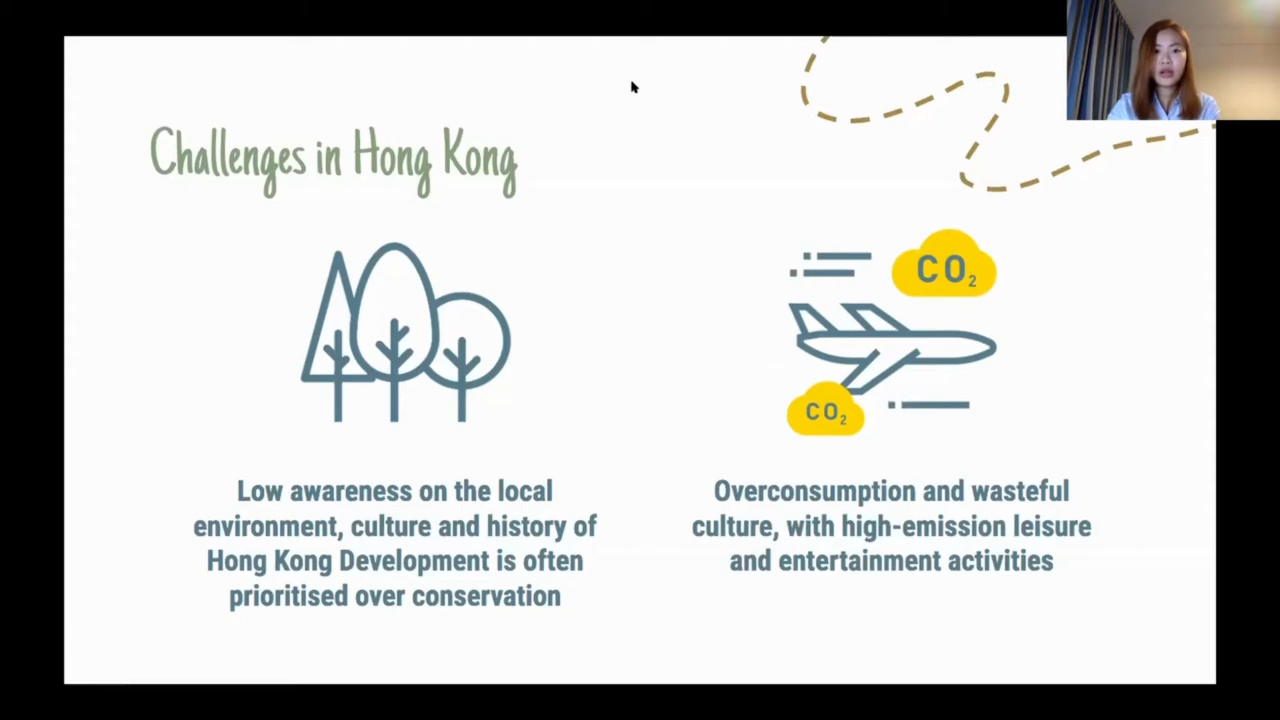 Challenges in Hong Kong
CO2
CO2
Low awareness on the local
environment, culture and history of
Hong Kong Development is often
prioritised over conservation
Overconsumption and wasteful
culture, with high-emission leisure
and entertainment activities